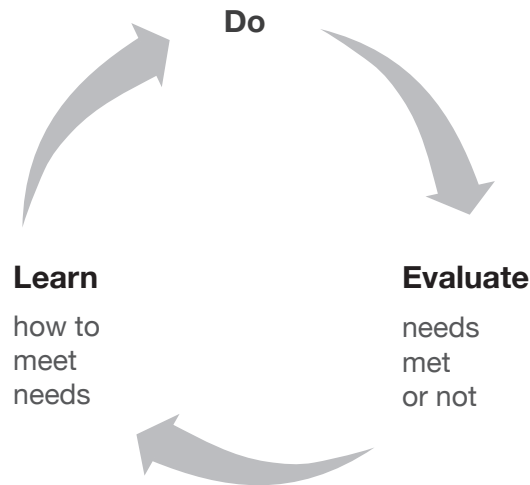 Do
Learn
how to
meet
needs
Evaluate
needs
met
or not